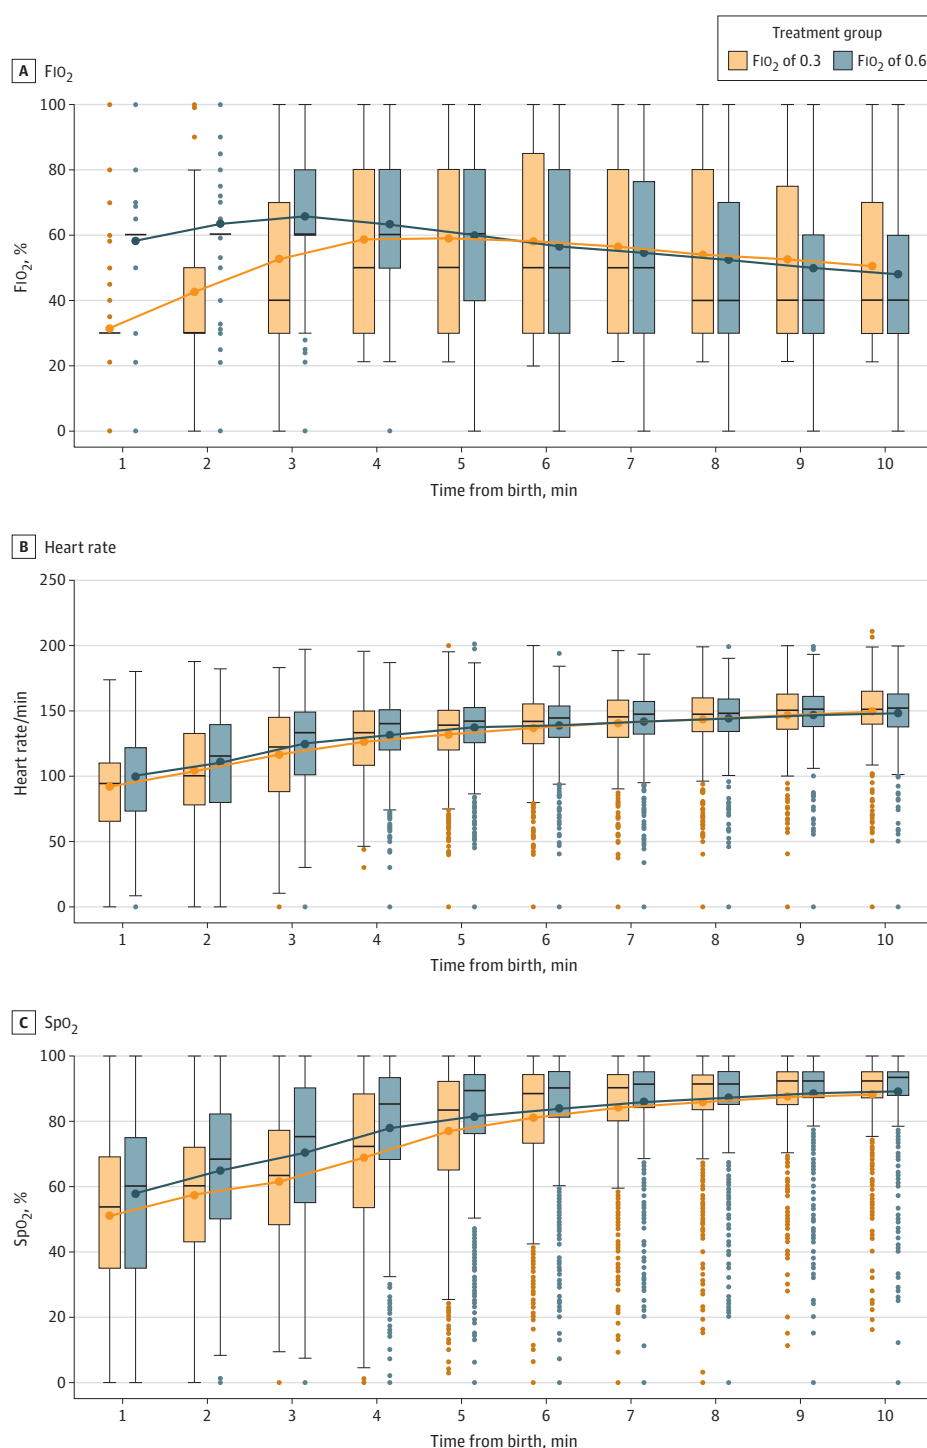 Treatment group
FIO2 of 0.3 FIO2 of 0.6
A FIO2
100
80
60
40
20
0
FIO2, %
1 2 3 4 5 6 7 8 9 10
Time from birth, min
B Heart rate
250
200
150
100
50
0
Heart rate/min
1 2 3 4 5 6 7 8 9 10
Time from birth, min
C SpO2
100
80
60
40
20
0
SpO2, %
1 2 3 4 5 6 7 8 9 10
Time from birth, min